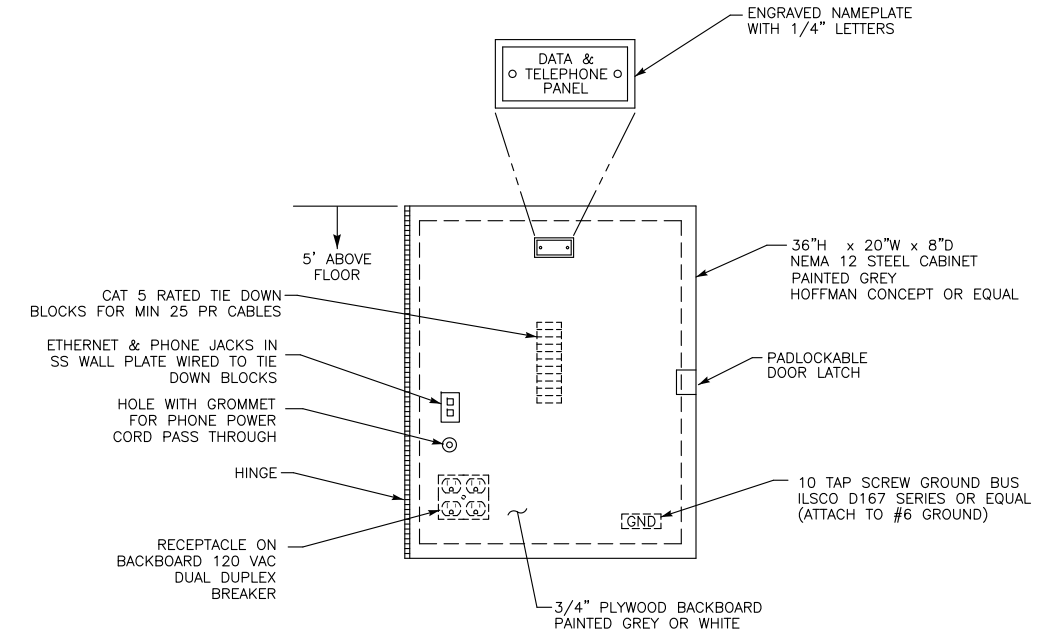 ENGRAVED NAMEPLATE
WITH 1/4" LETTERS
DATA &
TELEPHONE
PANEL
5' ABOVE
FLOOR
36"H x 20"W x 8"D
NEMA 12 STEEL CABINET
PAINTED GREY
HOFFMAN CONCEPT OR EQUAL
CAT 5 RATED TIE DOWN
BLOCKS FOR MIN 25 PR CABLES
ETHERNET & PHONE JACKS IN
SS WALL PLATE WIRED TO TIE
DOWN BLOCKS
PADLOCKABLE
DOOR LATCH
HOLE WITH GROMMET
FOR PHONE POWER
CORD PASS THROUGH
HINGE
10 TAP SCREW GROUND BUS
ILSCO D167 SERIES OR EQUAL
(ATTACH TO #6 GROUND)
GND
RECEPTACLE ON
BACKBOARD 120 VAC
DUAL DUPLEX
BREAKER
3/4" PLYWOOD BACKBOARD
PAINTED GREY OR WHITE